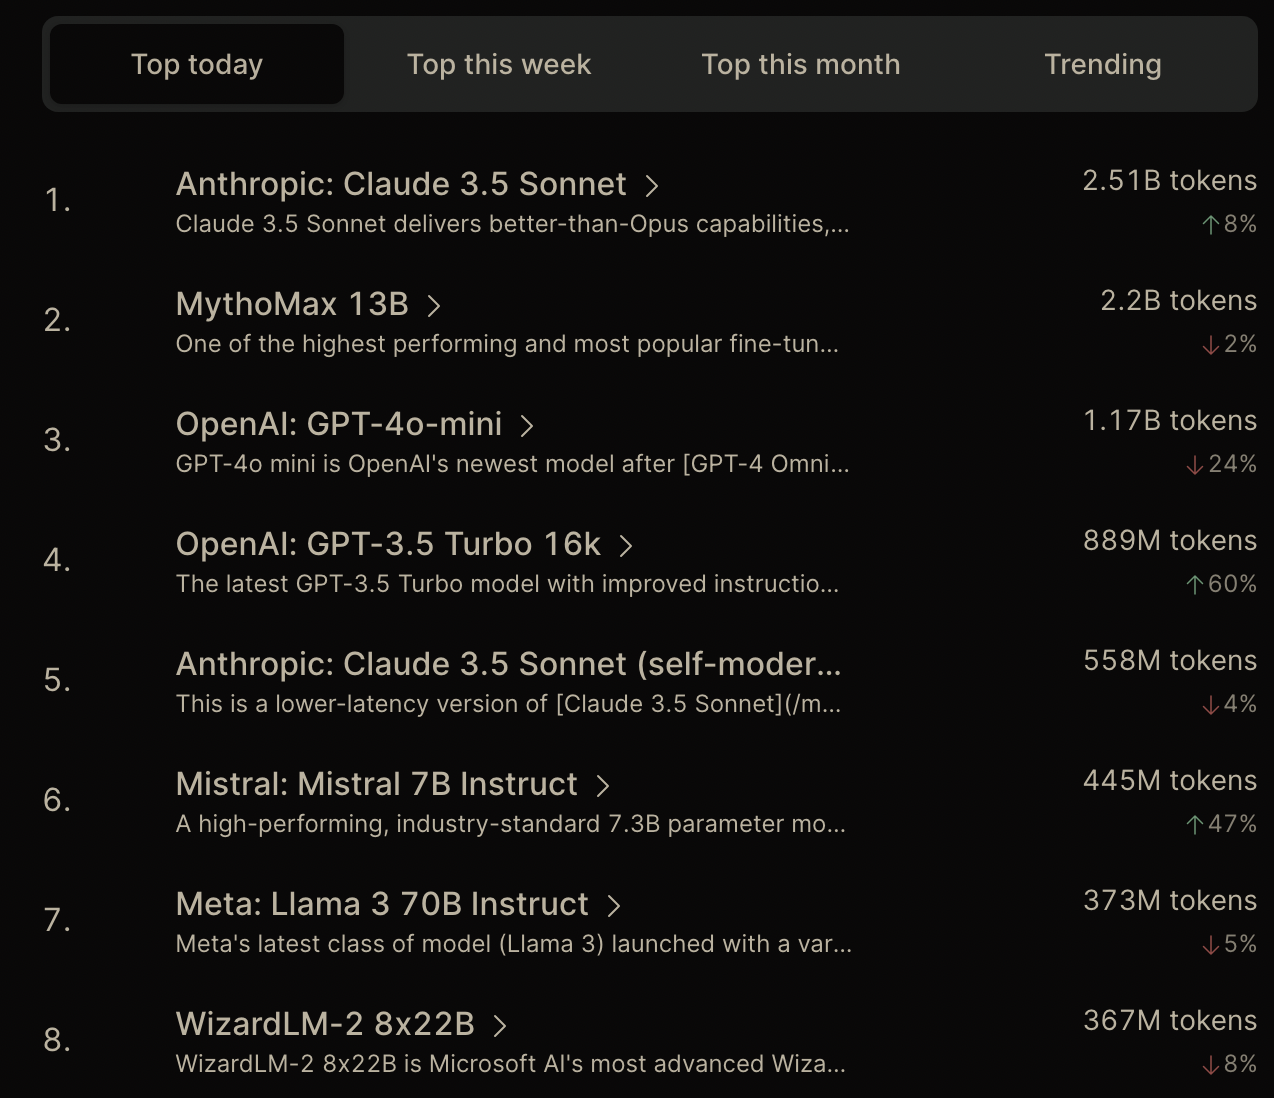 Top today Top this week Top this month Trending
1. Anthropic: Claude 3.5 Sonnet > 2.51B tokens
Claude 3.5 Sonnet delivers better-than-Opus capabilities,... ↑8%
2. MythoMax 13B > 2.2B tokens
One of the highest performing and most popular fine-tun... ↓2%
3. OpenAI: GPT-4o-mini > 1.17B tokens
GPT-4o mini is OpenAI's newest model after [GPT-4 Omni... ↓24%
4. OpenAI: GPT-3.5 Turbo 16k > 889M tokens
The latest GPT-3.5 Turbo model with improved instructio... ↑60%
5. Anthropic: Claude 3.5 Sonnet (self-moder... 558M tokens
This is a lower-latency version of [Claude 3.5 Sonnet](/m... ↓4%
6. Mistral: Mistral 7B Instruct > 445M tokens
A high-performing, industry-standard 7.3B parameter mo... ↑47%
7. Meta: Llama 3 70B Instruct > 373M tokens
Meta's latest class of model (Llama 3) launched with a var... ↓5%
8. WizardLM-2 8x22B > 367M tokens
WizardLM-2 8x22B is Microsoft AI's most advanced Wiza... ↓8%